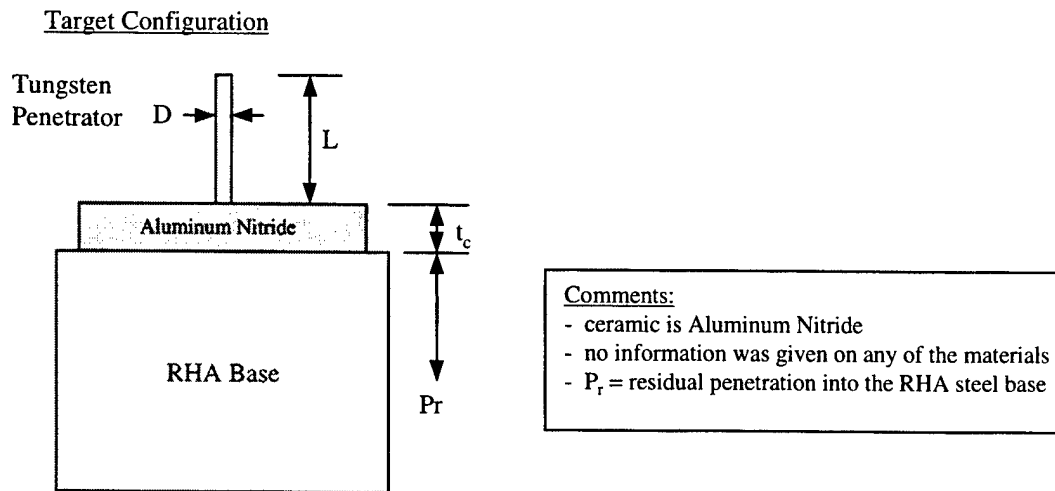 Target Configuration
Tungsten
Penetrator
D
L
Aluminum Nitride
t_c
RHA Base
Pr
Comments:
- ceramic is Aluminum Nitride
- no information was given on any of the materials
- P_r = residual penetration into the RHA steel base